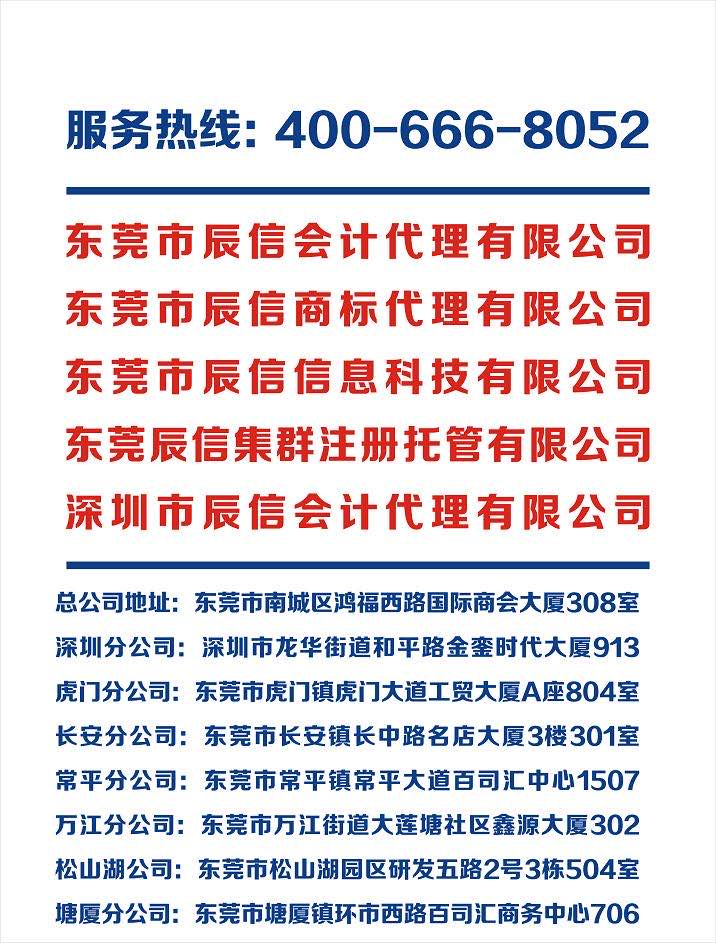 服务热线: 400-666-8052
东莞市辰信会计代理有限公司
东莞市辰信商标代理有限公司
东莞市辰信信息科技有限公司
东莞辰信集群注册托管有限公司
深圳市辰信会计代理有限公司
总公司地址: 东莞市南城区鸿福西路国际商会大厦308室
深圳分公司: 深圳市龙华街道和平路金銮时代大厦913
虎门分公司: 东莞市虎门镇虎门大道工贸大厦A座804室
长安分公司: 东莞市长安镇长中路名店大厦3楼301室
常平分公司: 东莞市常平镇常平大道百司汇中心1507
万江分公司: 东莞市万江街道大莲塘社区鑫源大厦302
松山湖公司: 东莞市松山湖园区研发五路2号3栋504室
塘厦分公司: 东莞市塘厦镇环市西路百司汇商务中心706